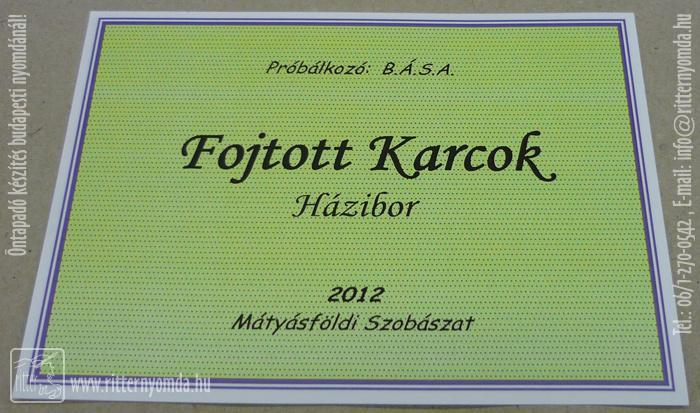 Próbálkozó: B.Á.S.A.
Fojtott Karcok
Házibor
2012
Mátyásföldi Szobászat
Öntapadó készítés budapesti nyomdánál!
Tel.: 06/1-270-0542 E-mail: info@ritternyomda.hu
www.ritternyomda.hu